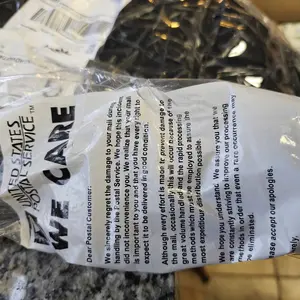 UNITED STATES
POSTAL SERVICE™
WE CARE
Dear Postal Customer:
We sincerely regret the damage to your mail during
handling by the Postal Service. We hope this incident
did not inconvenience you. We realize that your mail
is important to you and that you have every right to
expect it to be delivered in good condition.
Although every effort is made to prevent damage to
the mail, occasionally this will occur because of the
great volume handled and the rapid processing
methods which must be employed to assure the
most expeditious distribution possible.
We hope you understand. We assure you that we
are constantly striving to improve our processing
methods in order that even a rare occurrence may
be eliminated.
Please accept our apologies.